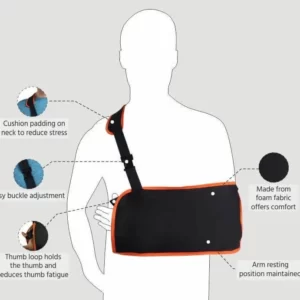 Cushion padding on
neck to reduce stress
sy buckle adjustment
Thumb loop holds
the thumb and
reduces thumb fatigue
Made from
foam fabric
offers comfort
Arm resting
position maintained